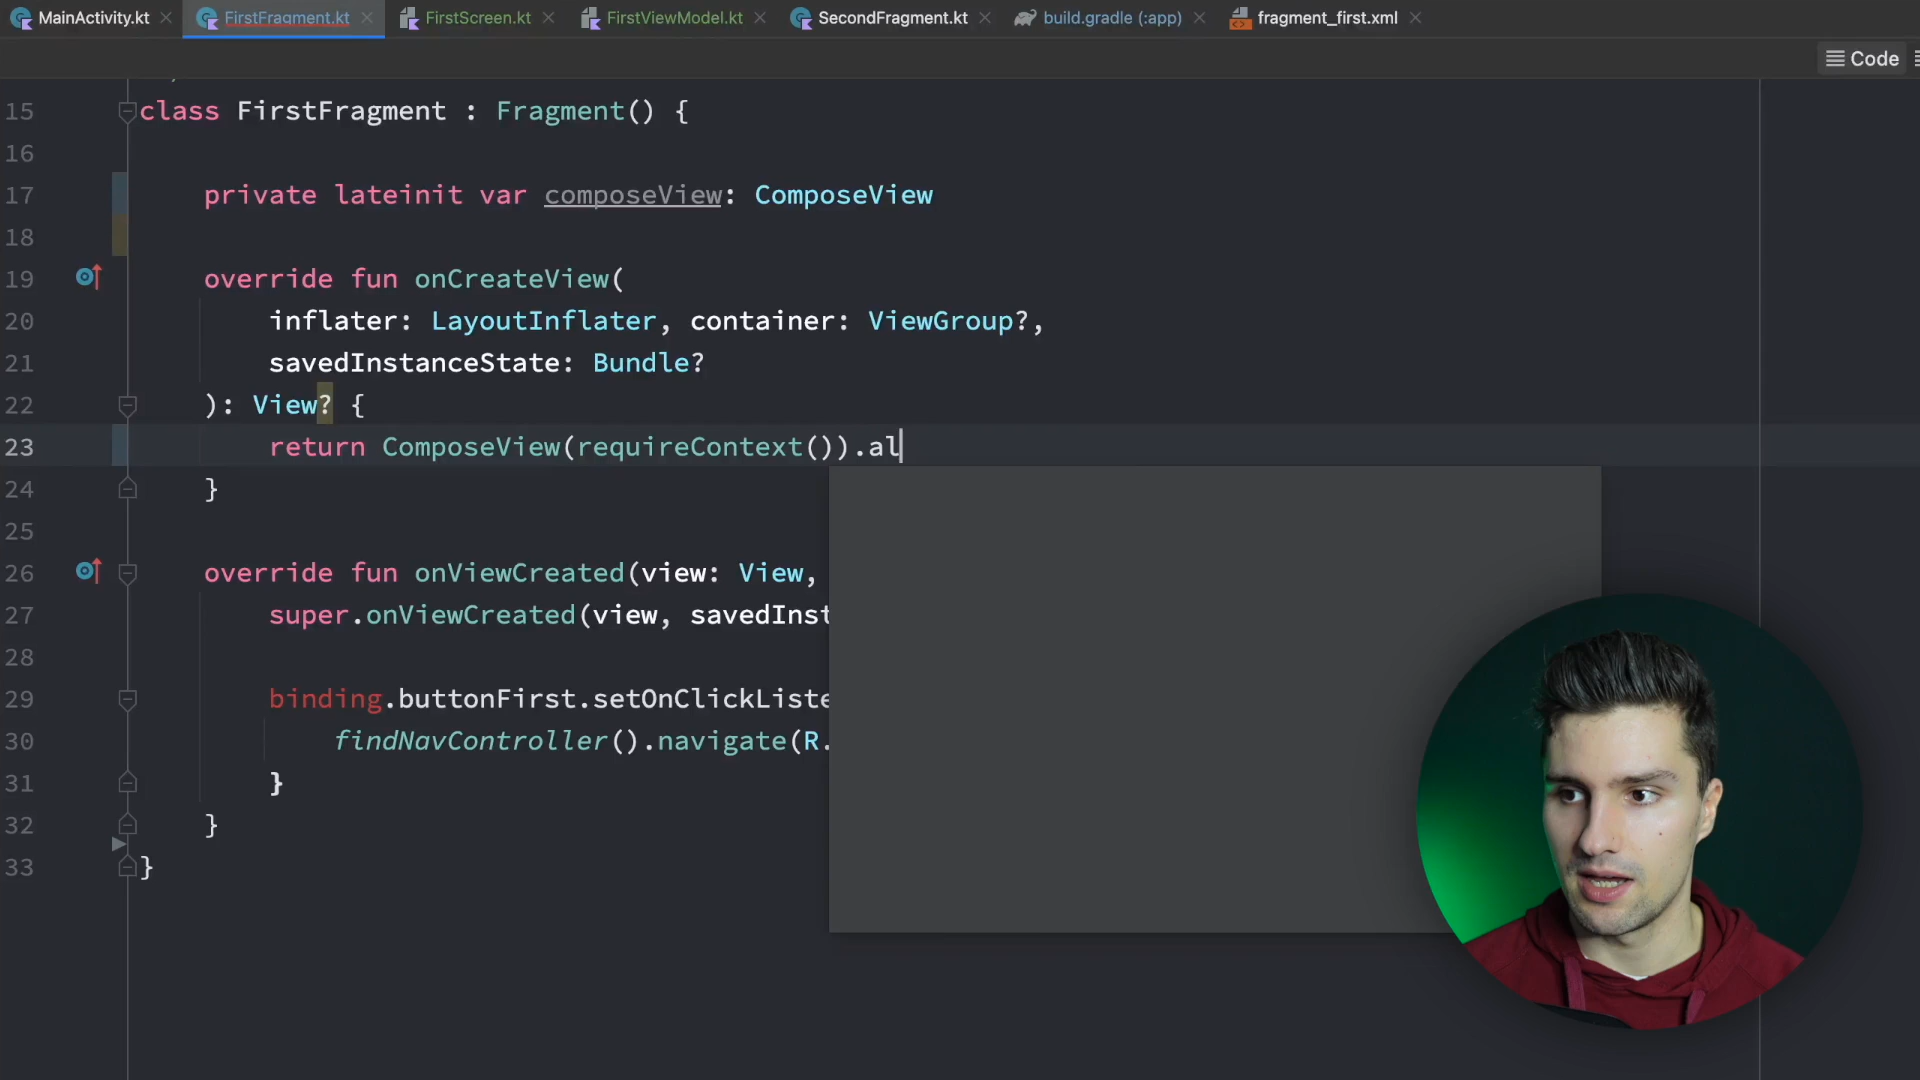 MainActivity.kt
FirstFragment.kt
FirstScreen.kt
FirstViewModel.kt
SecondFragment.kt
build.gradle (:app)
fragment_first.xml
Code
15 class FirstFragment : Fragment() {
16
17 private lateinit var composeView: ComposeView
18
19 override fun onCreateView(
20 inflater: LayoutInflater, container: ViewGroup?,
21 savedInstanceState: Bundle?
22 ): View? {
23 return ComposeView(requireContext()).al
24 }
25
26 override fun onViewCreated(view: View,
27 super.onViewCreated(view, savedInst
28
29 binding.buttonFirst.setOnClickListe
30 findNavController().navigate(R.
31 }
32 }
33 }